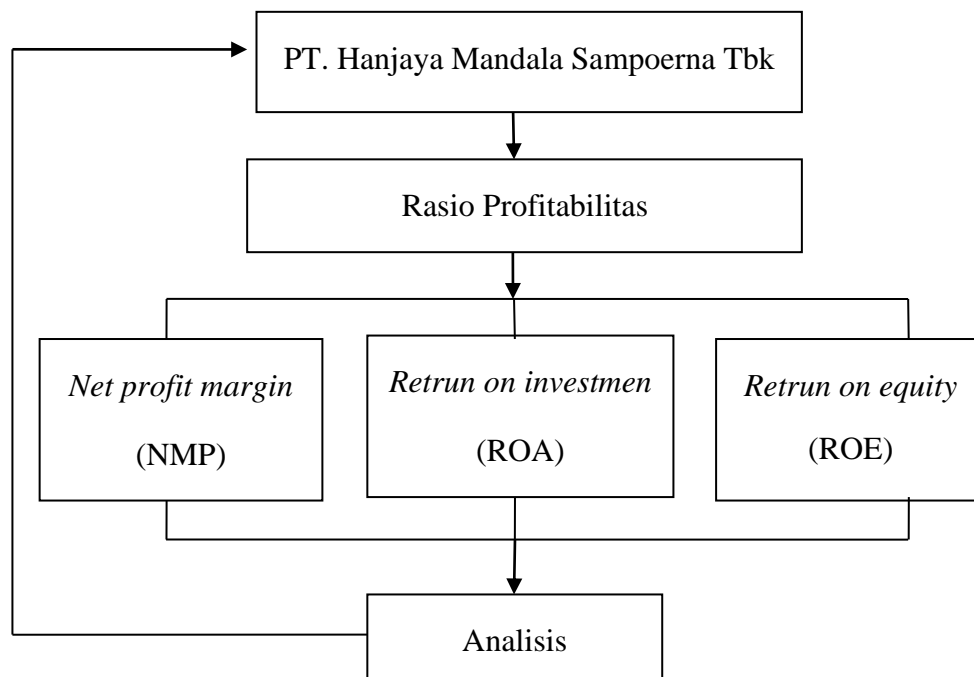 PT. Hanjaya Mandala Sampoerna Tbk
Rasio Profitabilitas
Net profit margin
(NMP)
Retrun on investmen
(ROA)
Retrun on equity
(ROE)
Analisis